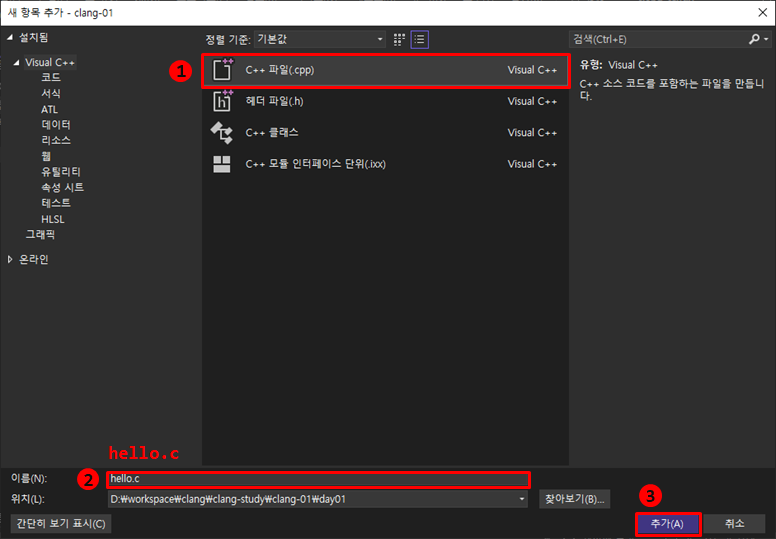 새 항목 추가 - clang-01
설치됨
정렬 기준: 기본값
검색(Ctrl+E)
Visual C++
코드
서식
ATL
데이터
리소스
웹
유틸리티
속성 시트
테스트
HLSL
그래픽
온라인
1
C++ 파일(.cpp) Visual C++
헤더 파일(.h) Visual C++
C++ 클래스 Visual C++
C++ 모듈 인터페이스 단위(.ixx) Visual C++
유형: Visual C++
C++ 소스 코드를 포함하는 파일을 만듭니
다.
hello.c
이름(N): 2 hello.c
위치(L): D:₩workspace₩clang₩clang-study₩clang-01₩day01 찾아보기(B)...
3
간단히 보기 표시(C) 추가(A) 취소